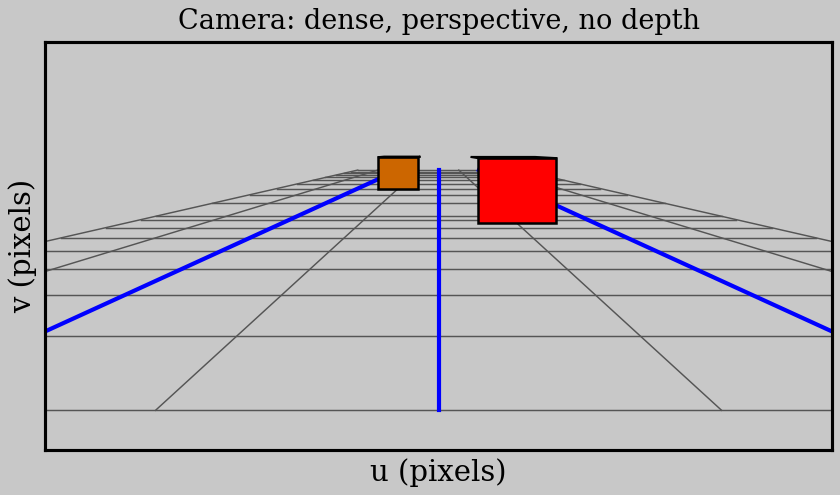 Camera: dense, perspective, no depth
v (pixels)
u (pixels)